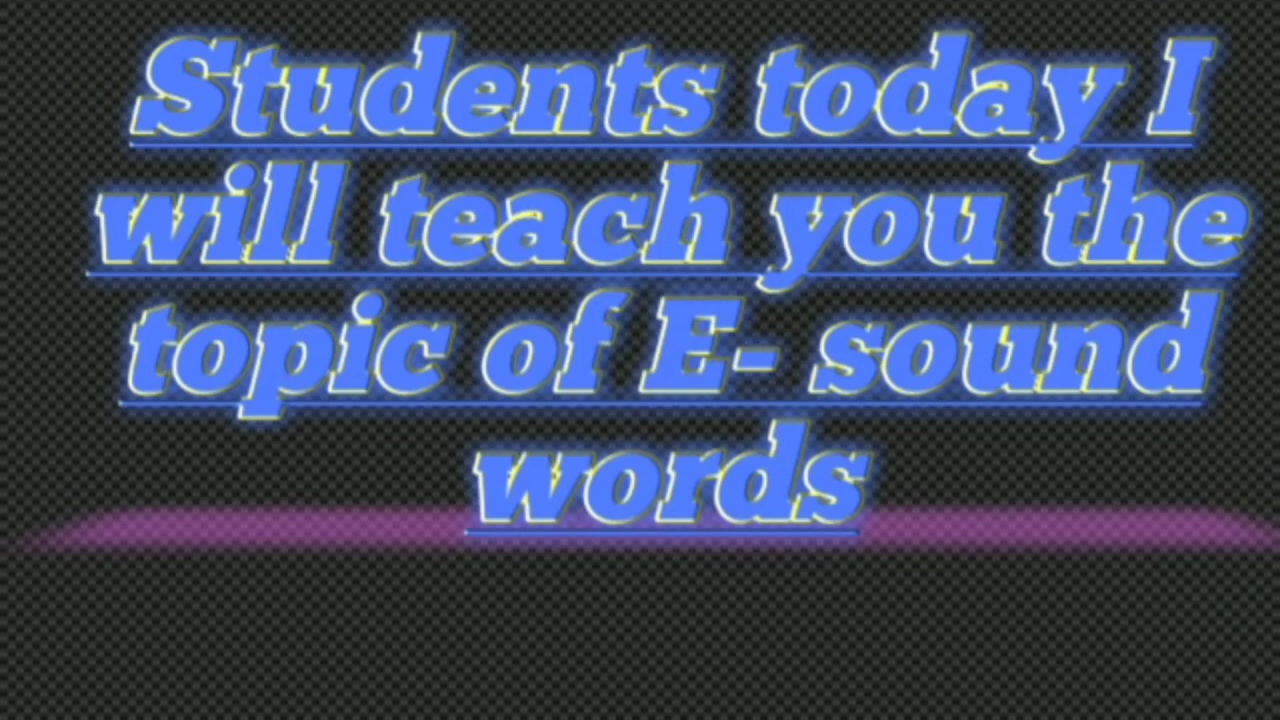 Students today I
will teach you the
topic of E- sound
words